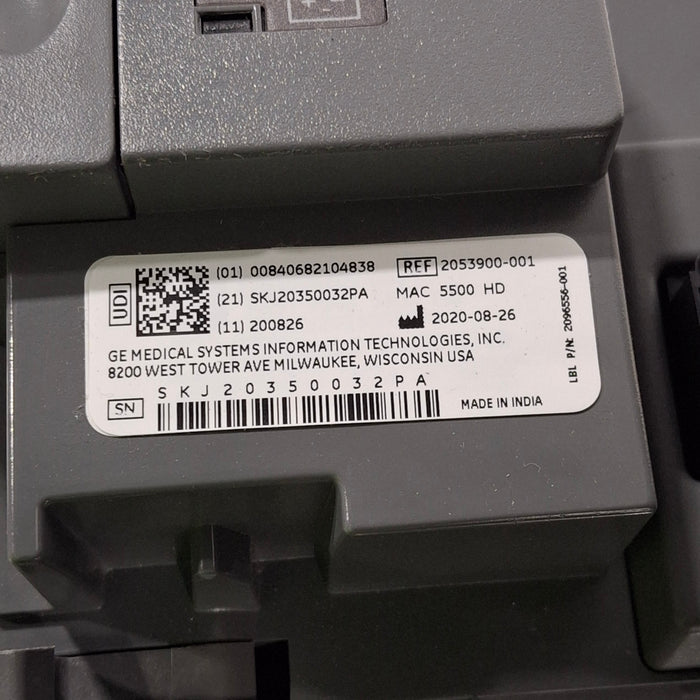 UDI
(01) 00840682104838
REF 2053900-001
(21) SKJ20350032PA
MAC 5500 HD
(11) 200826
2020-08-26
GE MEDICAL SYSTEMS INFORMATION TECHNOLOGIES, INC.
8200 WEST TOWER AVE MILWAUKEE, WISCONSIN USA
SKJ20350032PA
SN
MADE IN INDIA
LBL P/N: 2096556-001